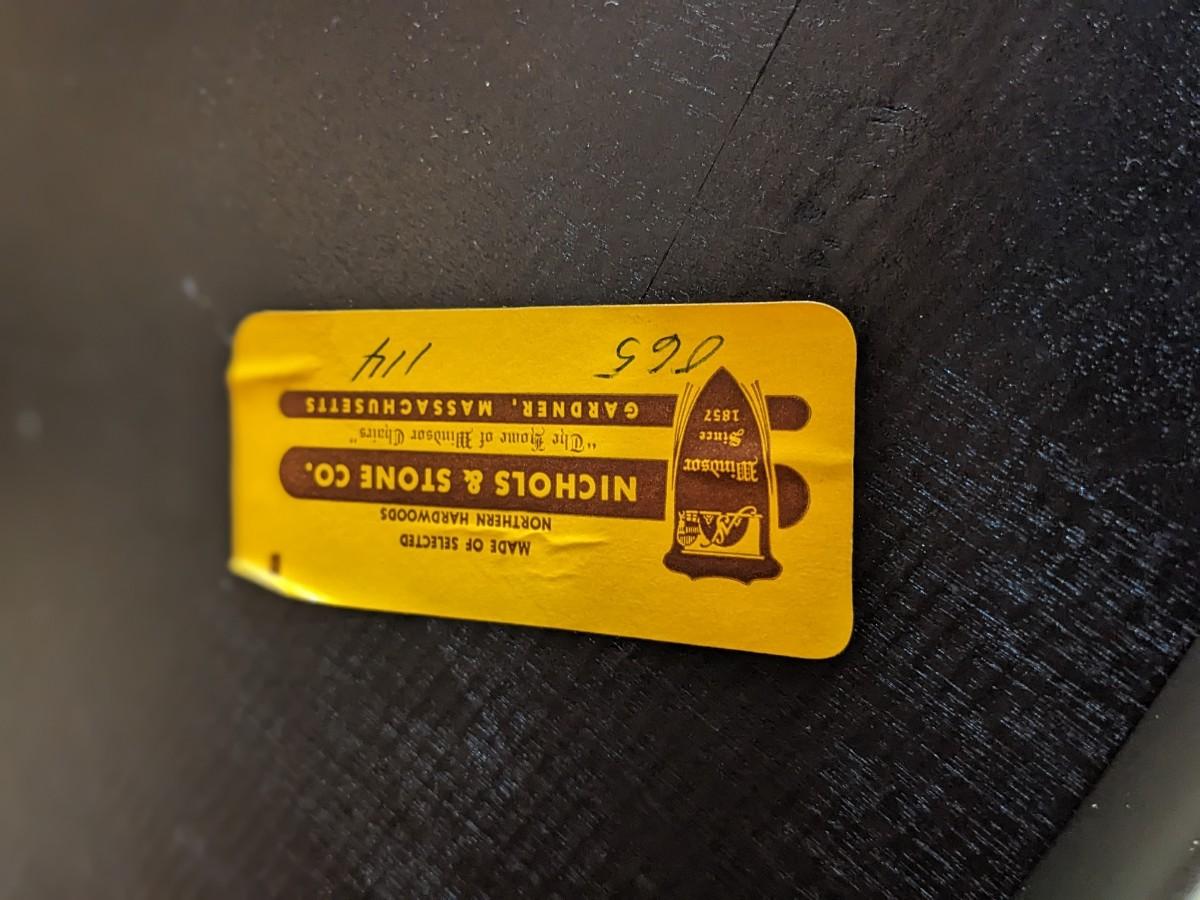 MADE OF SELECTED
NORTHERN HARDWOODS
NICHOLS & STONE CO.
"The Home of Windsor Chairs"
GARDNER, MASSACHUSETTS
Windsor
Since
1857
865 114